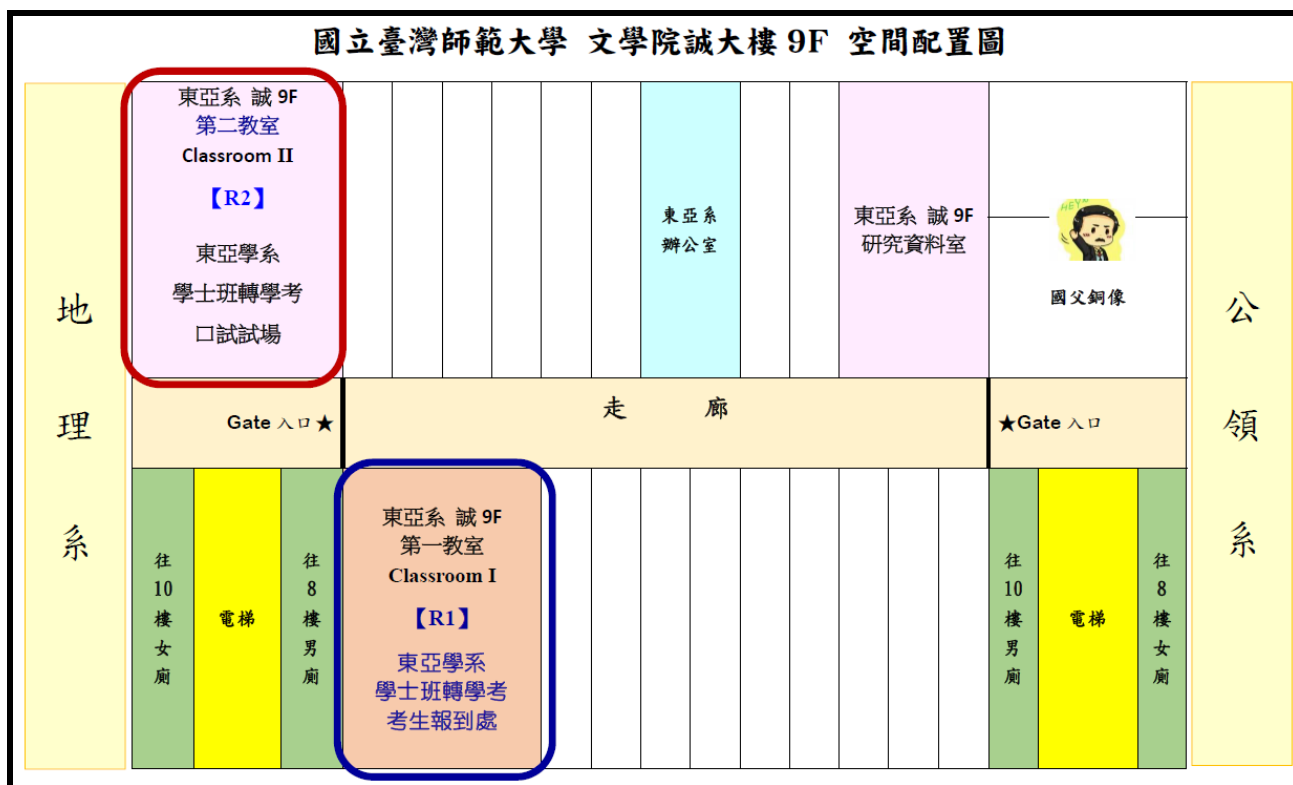 國立臺灣師範大學 文學院誠大樓 9F 空間配置圖
地
理
系
東亞系 誠 9F
第二教室
Classroom II
【R2】
東亞學系
學士班轉學考
口試試場
東亞系
辦公室
東亞系 誠 9F
研究資料室
HEY~
國父銅像
公
領
系
Gate 入口★
走 廊
★Gate 入口
往
10
樓
女
廁
電梯
往
8
樓
男
廁
東亞系 誠 9F
第一教室
Classroom I
【R1】
東亞學系
學士班轉學考
考生報到處
往
10
樓
男
廁
電梯
往
8
樓
女
廁